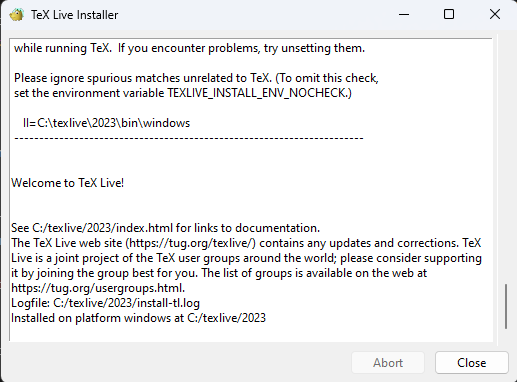 TeX Live Installer
while running TeX.  If you encounter problems, try unsetting them.
Please ignore spurious matches unrelated to TeX. (To omit this check,
set the environment variable TEXLIVE_INSTALL_ENV_NOCHECK.)
ll=C:\texlive\2023\bin\windows
----------------------------------------------------------------------
Welcome to TeX Live!
See C:/texlive/2023/index.html for links to documentation.
The TeX Live web site (https://tug.org/texlive/) contains any updates and corrections. TeX
Live is a joint project of the TeX user groups around the world; please consider supporting
it by joining the group best for you. The list of groups is available on the web at
https://tug.org/usergroups.html.
Logfile: C:/texlive/2023/install-tl.log
Installed on platform windows at C:/texlive/2023
Abort
Close